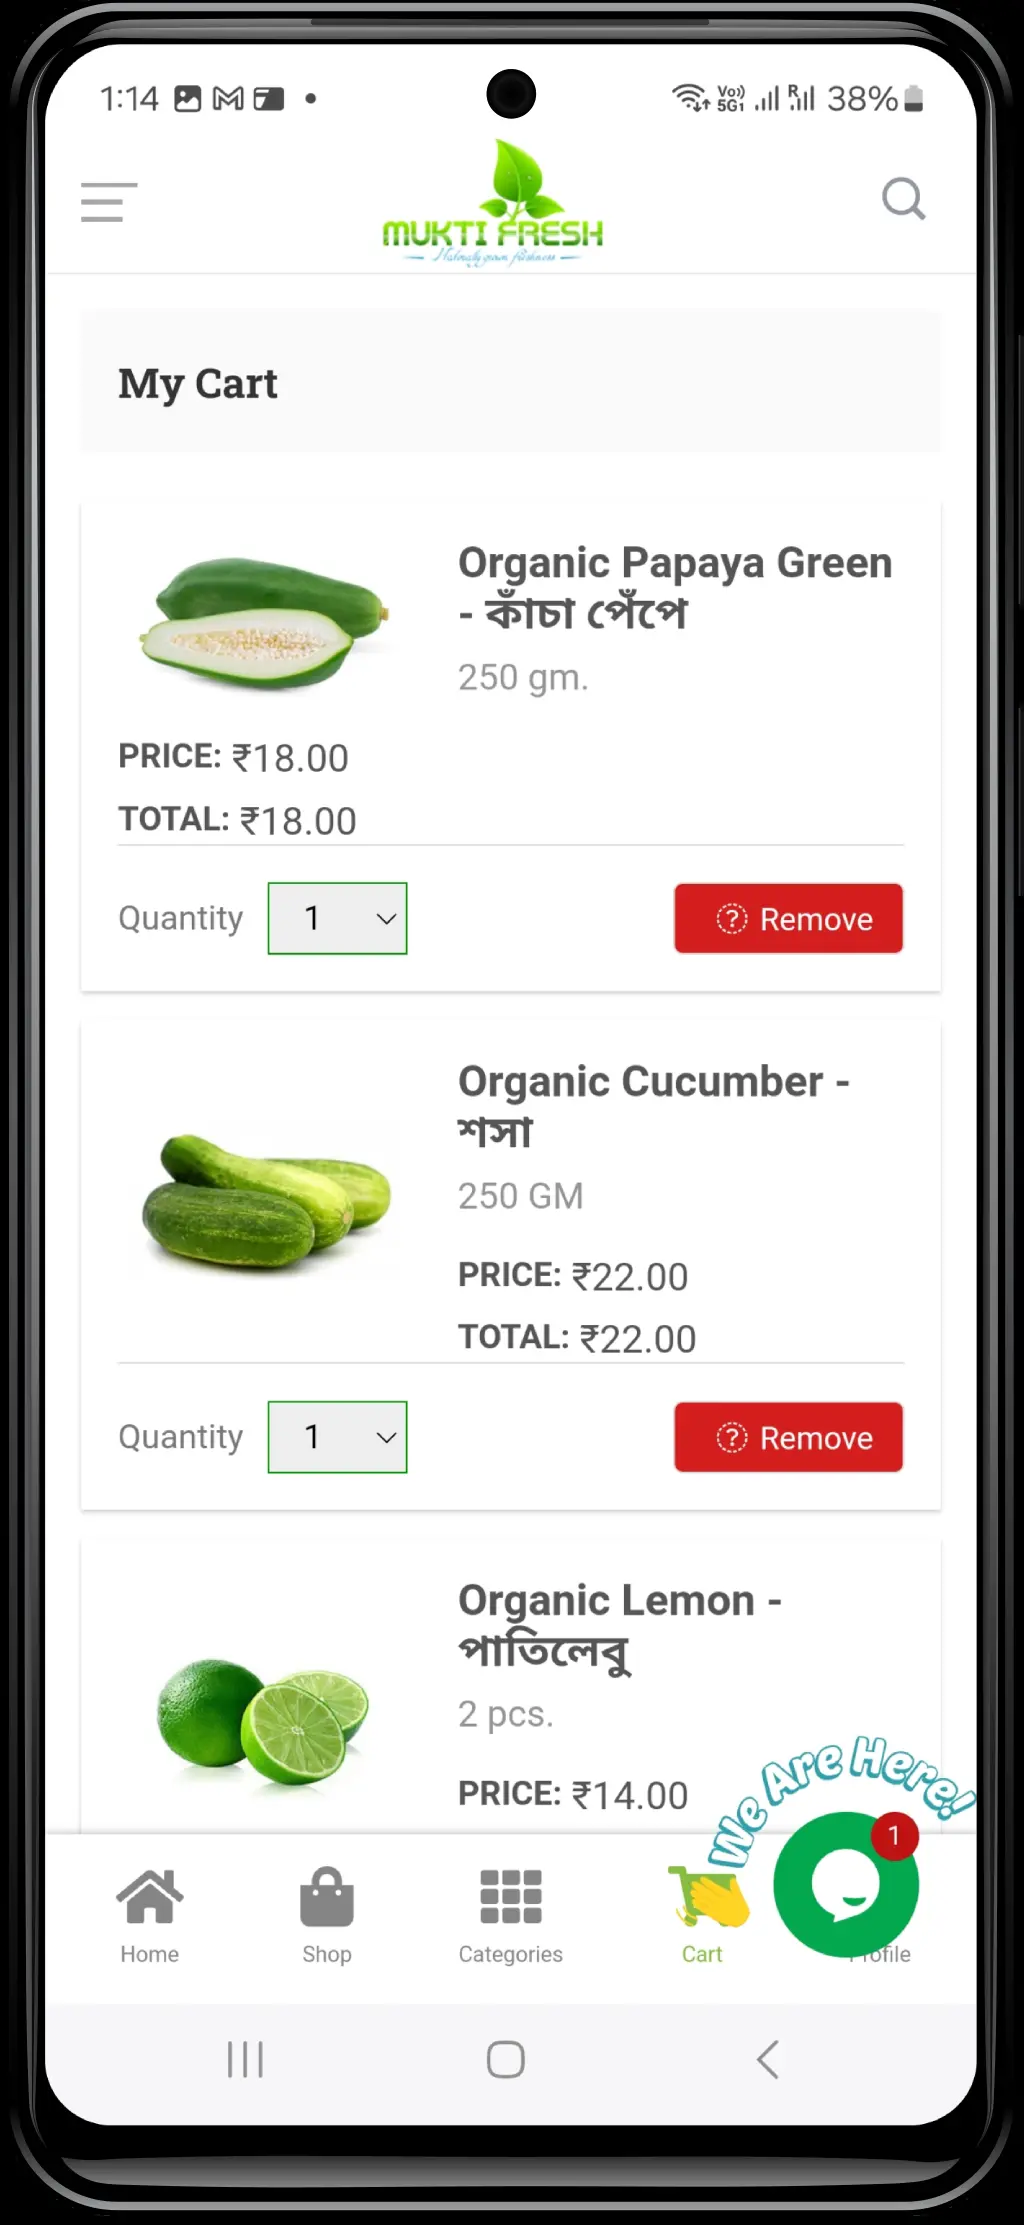 1:14
Vo))
5G1
R
38%
MUKTI FRESH
Naturally grown freshness
My Cart
Organic Papaya Green
- কাঁচা পেঁপে
250 gm.
PRICE: ₹18.00
TOTAL: ₹18.00
Quantity 1 Remove
Organic Cucumber -
শসা
250 GM
PRICE: ₹22.00
TOTAL: ₹22.00
Quantity 1 Remove
Organic Lemon -
পাতিলেবু
2 pcs.
PRICE: ₹14.00
We Are Here!
1
Home Shop Categories Cart